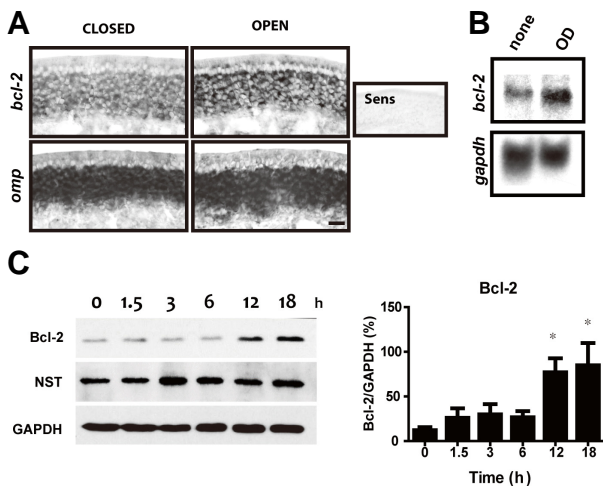 A
CLOSED
OPEN
bcl-2
Sens
omp
B
none
OD
bcl-2
gapdh
C
0 1.5 3 6 12 18 h
Bcl-2
NST
GAPDH
Bcl-2
Bcl-2/GAPDH (%)
150
100
50
0
* *
0 1.5 3 6 12 18
Time (h)